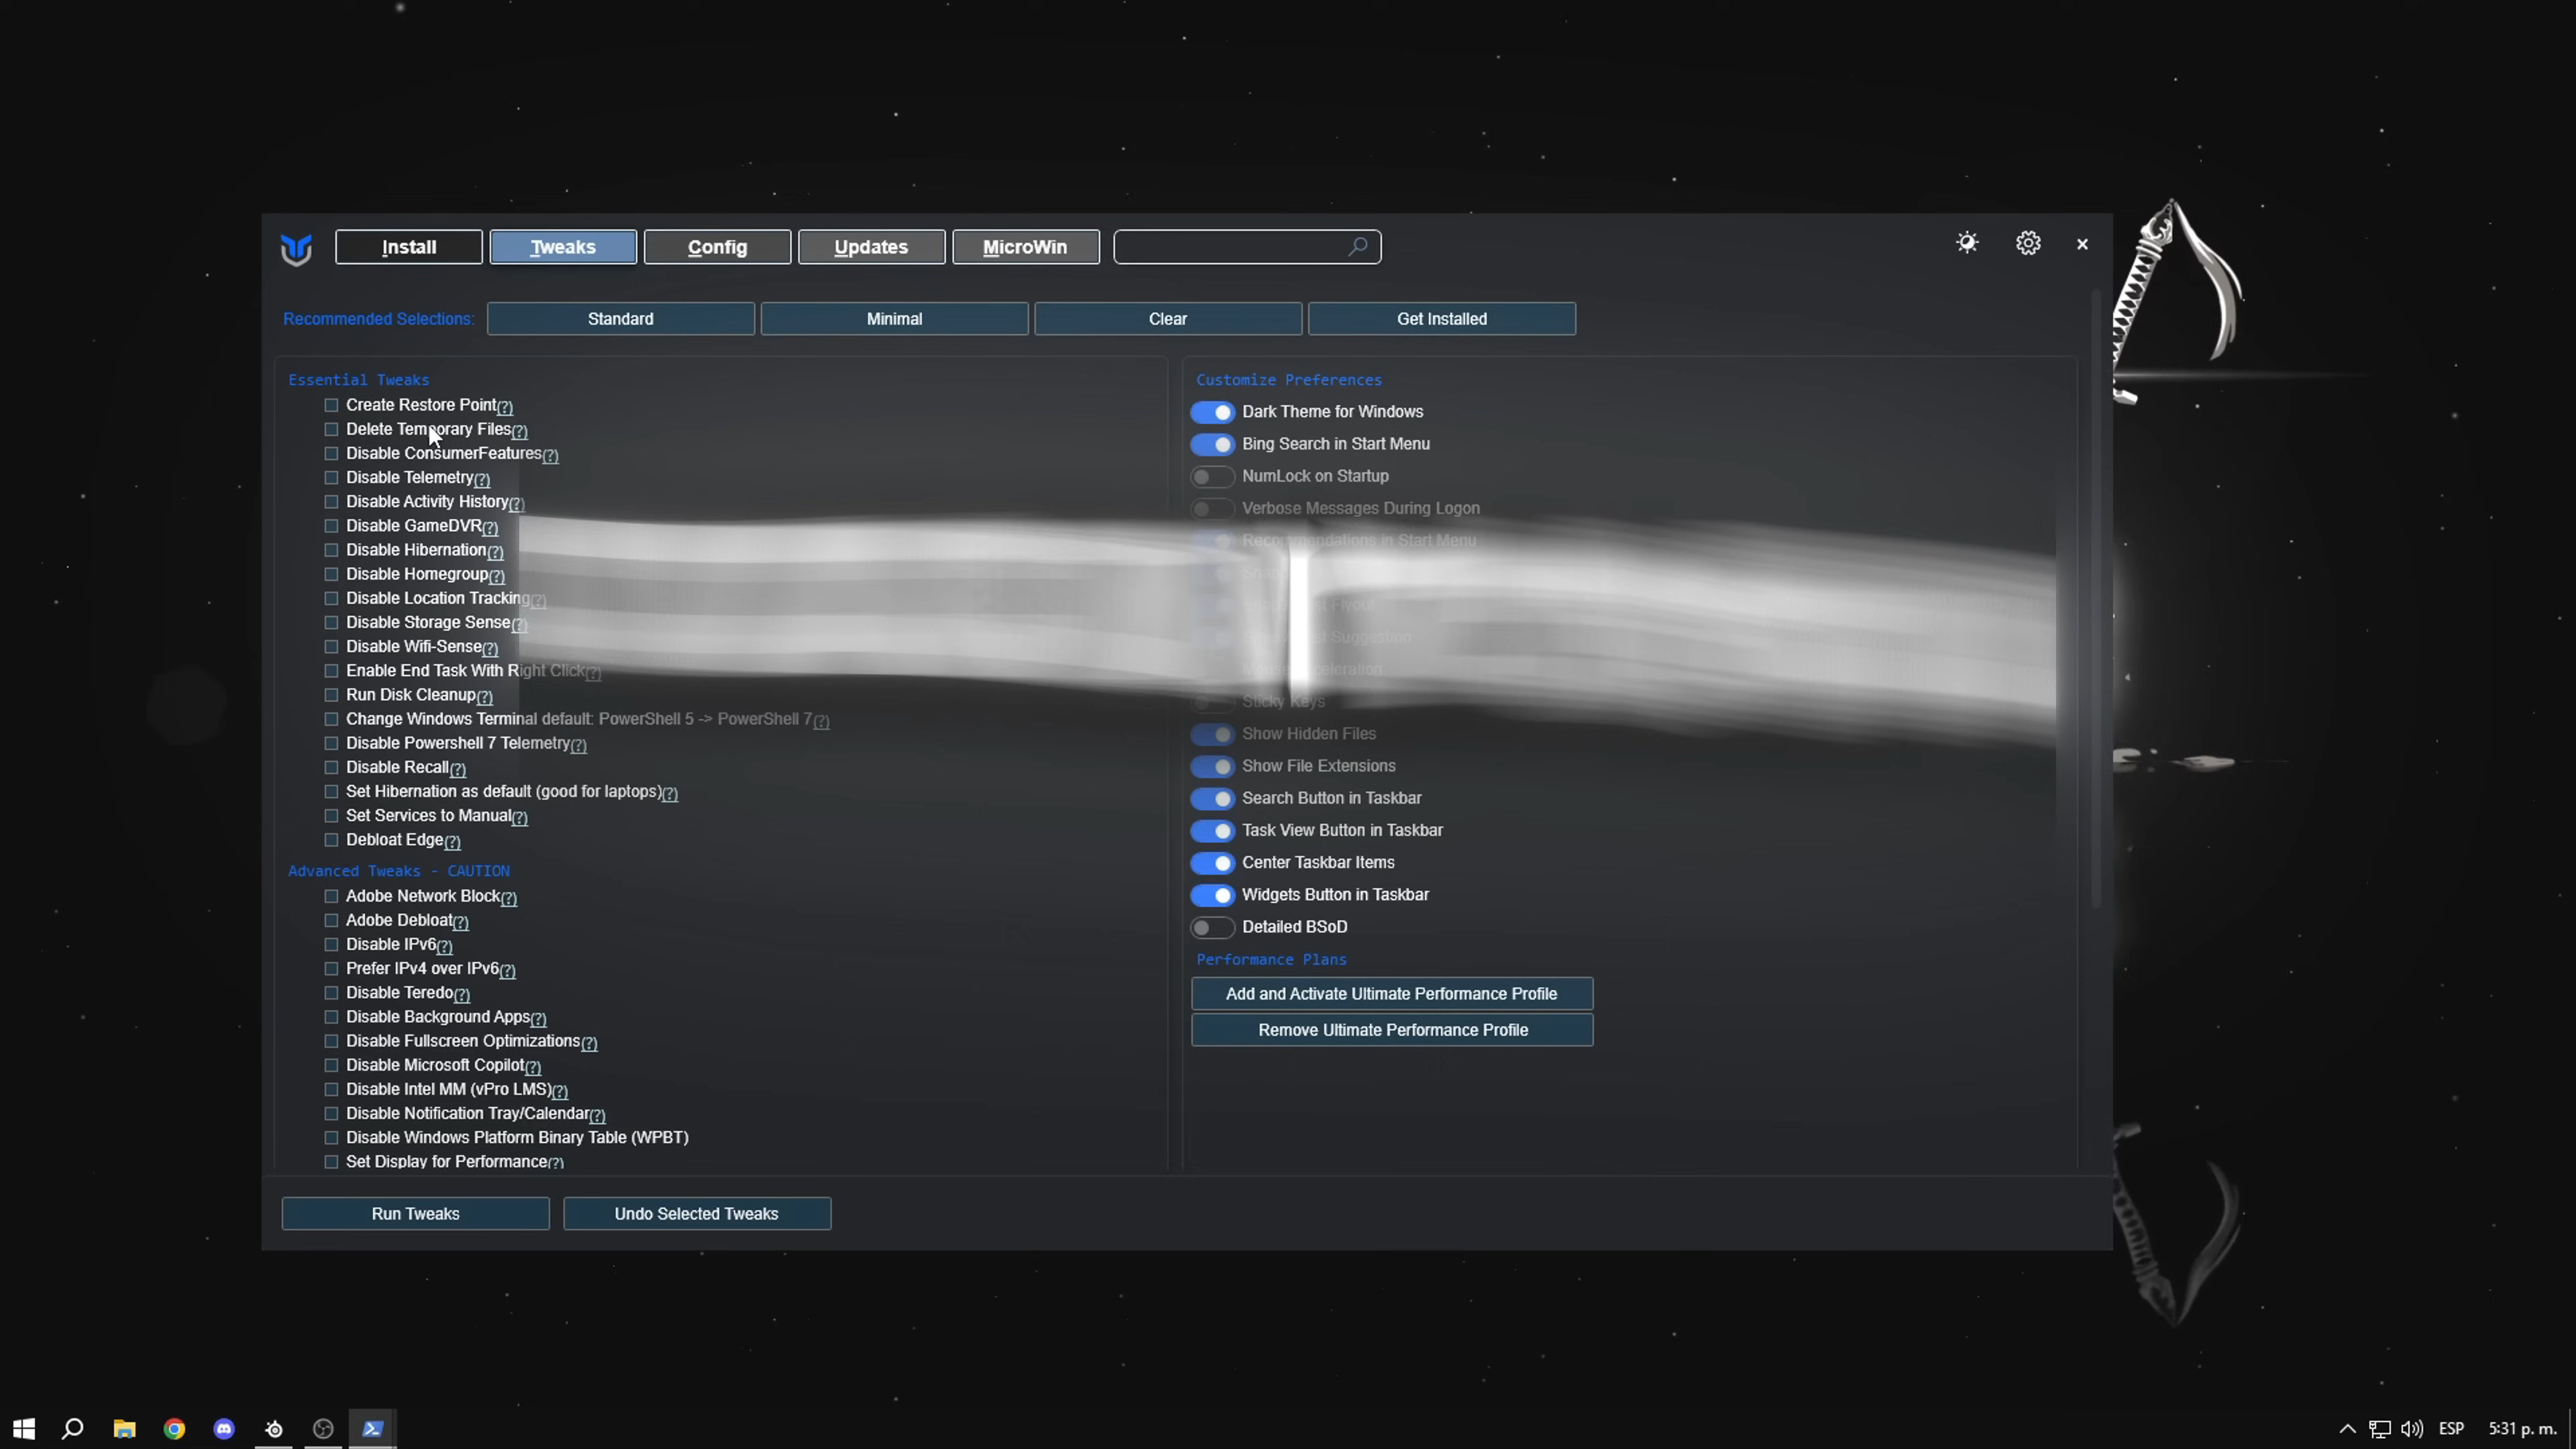 Install
Tweaks
Config
Updates
MicroWin
Recommended Selections:
Standard
Minimal
Clear
Get Installed
Essential Tweaks
Create Restore Point(?)
Delete Temporary Files(?)
Disable ConsumerFeatures(?)
Disable Telemetry(?)
Disable Activity History(?)
Disable GameDVR(?)
Disable Hibernation(?)
Disable Homegroup(?)
Disable Location Tracking(?)
Disable Storage Sense(?)
Disable Wifi-Sense(?)
Enable End Task With Right Click(?)
Run Disk Cleanup(?)
Change Windows Terminal default: PowerShell 5 -> PowerShell 7(?)
Disable Powershell 7 Telemetry(?)
Disable Recall(?)
Set Hibernation as default (good for laptops)(?)
Set Services to Manual(?)
Debloat Edge(?)
Advanced Tweaks - CAUTION
Adobe Network Block(?)
Adobe Debloat(?)
Disable IPv6(?)
Prefer IPv4 over IPv6(?)
Disable Teredo(?)
Disable Background Apps(?)
Disable Fullscreen Optimizations(?)
Disable Microsoft Copilot(?)
Disable Intel MM (vPro LMS)(?)
Disable Notification Tray/Calendar(?)
Disable Windows Platform Binary Table (WPBT)
Set Display for Performance(?)
Customize Preferences
Dark Theme for Windows
Bing Search in Start Menu
NumLock on Startup
Verbose Messages During Logon
Recommendations in Start Menu
Flyout
Suggestion
Sticky Keys
Show Hidden Files
Show File Extensions
Search Button in Taskbar
Task View Button in Taskbar
Center Taskbar Items
Widgets Button in Taskbar
Detailed BSoD
Performance Plans
Add and Activate Ultimate Performance Profile
Remove Ultimate Performance Profile
Run Tweaks
Undo Selected Tweaks
ESP
5:31 p. m.